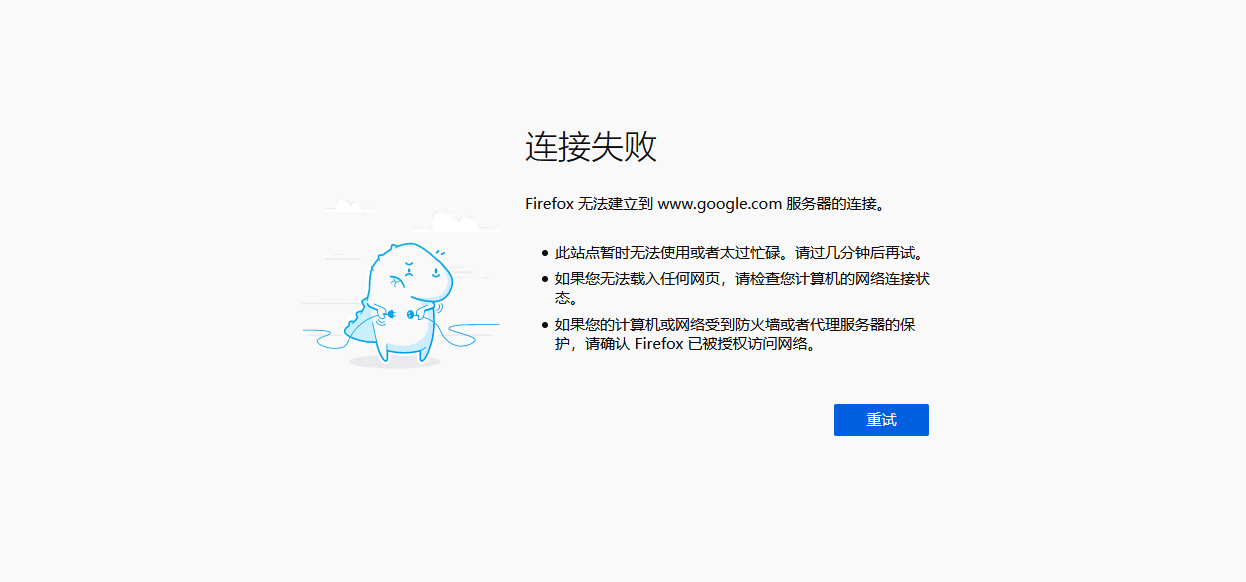 连接失败
Firefox 无法建立到 www.google.com 服务器的连接。
此站点暂时无法使用或者太过忙碌。请过几分钟后再试。
如果您无法载入任何网页，请检查您计算机的网络连接状
态。
如果您的计算机或网络受到防火墙或者代理服务器的保
护，请确认 Firefox 已被授权访问网络。
重试